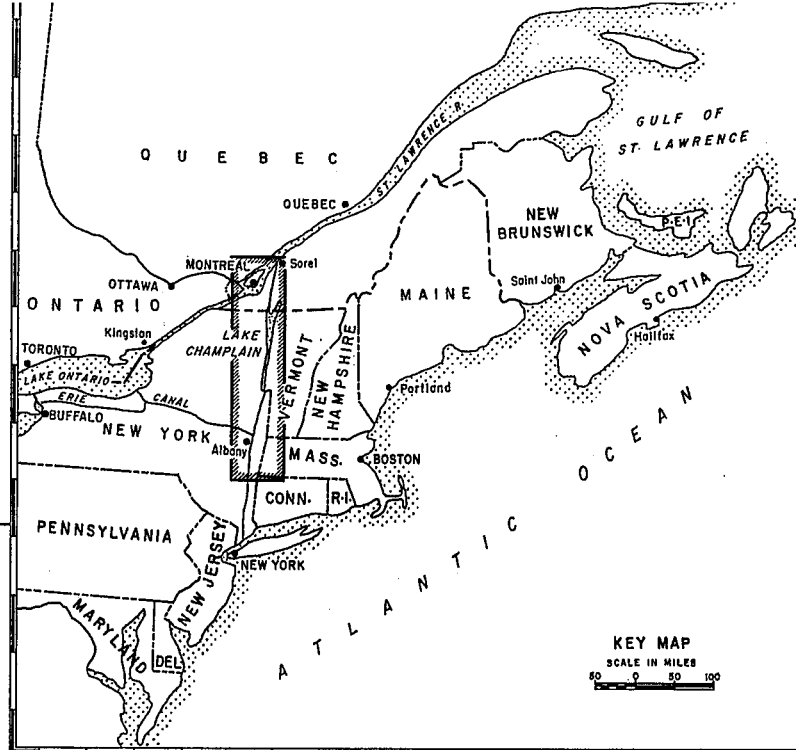 GULF OF
ST. LAWRENCE
ST. LAWRENCE R.
QUEBEC
QUEBEC
P.E.I.
NEW
BRUNSWICK
MONTREAL
Sorel
OTTAWA
MAINE
Saint John
NOVA SCOTIA
Halifax
ONTARIO
Kingston
LAKE
CHAMPLAIN
VERMONT
NEW
HAMPSHIRE
TORONTO
LAKE ONTARIO
Portland
ERIE CANAL
BUFFALO
NEW YORK
Albany
MASS.
BOSTON
CONN.
R.I.
PENNSYLVANIA
NEW JERSEY
NEW YORK
ATLANTIC OCEAN
MARYLAND
DEL.
KEY MAP
SCALE IN MILES
50 0 50 100